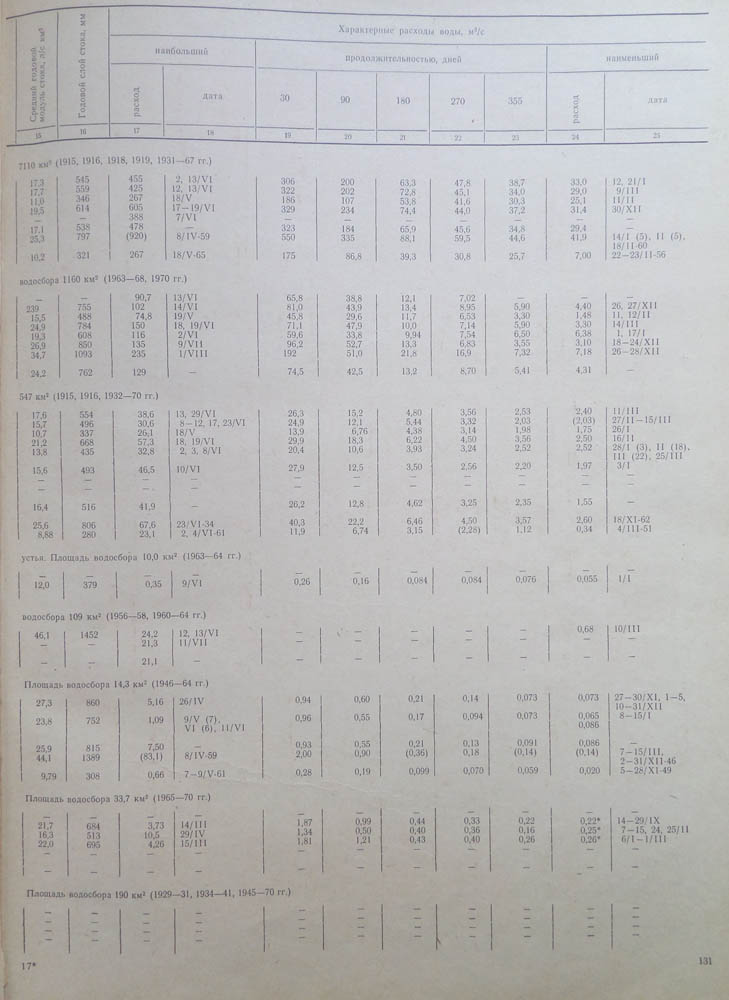 Средний годовой модуль стока, л/с км² | Годовой слой стока, мм | Характерные расходы воды, м³/с
наибольший | продолжительностью, дней | наименьший
расход | дата | 30 | 90 | 180 | 270 | 355 | расход | дата
15 | 16 | 17 | 18 | 19 | 20 | 21 | 22 | 23 | 24 | 25
7110 км² (1915, 1916, 1918, 1919, 1931—67 гг.)
17,3 | 545 | 455 | 2, 13/VI | 306 | 200 | 63,3 | 47,8 | 38,7 | 33,0 | 12, 21/I
17,7 | 559 | 425 | 12, 13/VI | 322 | 202 | 72,8 | 45,1 | 34,0 | 29,0 | 9/III
11,0 | 346 | 267 | 18/V | 186 | 107 | 53,8 | 41,6 | 30,3 | 25,1 | 11/II
19,5 | 614 | 605 | 17—19/VI | 329 | 234 | 74,4 | 44,0 | 37,2 | 31,4 | 30/XII
— | — | 388 | 7/VI | — | — | — | — | — | — | —
17,1 | 538 | 478 | — | 323 | 184 | 65,9 | 45,6 | 34,8 | 29,4 | —
25,3 | 797 | (920) | 8/IV-59 | 550 | 335 | 88,1 | 59,5 | 44,6 | 41,9 | 14/I (5), II (5),
18/II-60
10,2 | 321 | 267 | 18/V-65 | 175 | 86,8 | 39,3 | 30,8 | 25,7 | 7,00 | 22—23/II-56
водосбора 1160 км² (1963—68, 1970 гг.)
— | — | 90,7 | 13/VI | 65,8 | 38,8 | 12,1 | 7,02 | — | — | —
239 | 755 | 102 | 14/VI | 81,0 | 43,9 | 13,4 | 8,95 | 5,90 | 4,40 | 26, 27/XII
15,5 | 488 | 74,8 | 19/V | 45,8 | 29,6 | 11,7 | 6,53 | 3,30 | 1,48 | 11, 12/II
24,9 | 784 | 150 | 18, 19/VI | 71,1 | 47,9 | 10,0 | 7,14 | 5,90 | 3,30 | 14/III
19,3 | 608 | 116 | 2/VI | 59,6 | 33,8 | 9,94 | 7,54 | 6,50 | 6,38 | 1, 17/I
26,9 | 850 | 135 | 9/VII | 96,2 | 52,7 | 13,3 | 6,83 | 3,55 | 3,10 | 18—24/XII
34,7 | 1093 | 235 | 1/VIII | 192 | 51,0 | 21,8 | 16,9 | 7,32 | 7,18 | 26—28/XII
24,2 | 762 | 129 | — | 74,5 | 42,5 | 13,2 | 8,70 | 5,41 | 4,31 | —
547 км² (1915, 1916, 1932—70 гг.)
17,6 | 554 | 38,6 | 13, 29/VI | 26,3 | 15,2 | 4,80 | 3,56 | 2,53 | 2,40 | 11/III
15,7 | 496 | 30,6 | 8—12, 17, 23/VI | 24,9 | 12,1 | 5,44 | 3,32 | 2,03 | (2,03) | 27/II—15/III
10,7 | 337 | 26,1 | 18/V | 13,9 | 6,76 | 4,38 | 3,14 | 1,98 | 1,75 | 26/I
21,2 | 668 | 57,3 | 18, 19/VI | 29,9 | 18,3 | 6,22 | 4,50 | 3,56 | 2,50 | 16/II
13,8 | 435 | 32,8 | 2, 3, 8/VI | 20,4 | 10,6 | 3,93 | 3,24 | 2,52 | 2,52 | 28/I (3), II (18),
III (22), 25/III
15,6 | 493 | 46,5 | 10/VI | 27,9 | 12,5 | 3,50 | 2,56 | 2,20 | 1,97 | 3/I
— | — | — | — | — | — | — | — | — | — | —
— | — | — | — | — | — | — | — | — | — | —
16,4 | 516 | 41,9 | — | 26,2 | 12,8 | 4,62 | 3,25 | 2,35 | 1,55 | —
25,6 | 806 | 67,6 | 23/VI-34 | 40,3 | 22,2 | 6,46 | 4,50 | 3,57 | 2,60 | 18/XI-62
8,88 | 280 | 23,1 | 2, 4/VI-61 | 11,9 | 6,74 | 3,15 | (2,28) | 1,12 | 0,34 | 4/III-51
устья. Площадь водосбора 10,0 км² (1963—64 гг.)
— | — | — | — | — | — | — | — | — | — | —
12,0 | 379 | 0,35 | 9/VI | 0,26 | 0,16 | 0,084 | 0,084 | 0,076 | 0,055 | 1/I
водосбора 109 км² (1956—58, 1960—64 гг.)
46,1 | 1452 | 24,2 | 12, 13/VI | — | — | — | — | — | 0,68 | 10/III
— | — | 21,3 | 11/VII | — | — | — | — | — | — | —
— | — | 21,1 | — | — | — | — | — | — | — | —
Площадь водосбора 14,3 км² (1946—64 гг.)
27,3 | 860 | 5,16 | 26/IV | 0,94 | 0,60 | 0,21 | 0,14 | 0,073 | 0,073 | 27—30/XI, 1—5,
10—31/XII
23,8 | 752 | 1,09 | 9/V (7), | 0,96 | 0,55 | 0,17 | 0,094 | 0,073 | 0,065 | 8—15/I
VI (6), 11/VI | 0,086
25,9 | 815 | 7,50 | — | 0,93 | 0,55 | 0,21 | 0,13 | 0,091 | 0,086 | —
44,1 | 1389 | (83,1) | 8/IV-59 | 2,00 | 0,90 | (0,36) | 0,18 | (0,14) | (0,14) | 7—15/III,
2—31/XII-46
9,79 | 308 | 0,66 | 7—9/V-61 | 0,28 | 0,19 | 0,099 | 0,070 | 0,059 | 0,020 | 5—28/XI-49
Площадь водосбора 33,7 км² (1965—70 гг.)
— | — | — | — | — | — | — | — | — | — | —
21,7 | 684 | 3,73 | 14/III | 1,87 | 0,99 | 0,44 | 0,33 | 0,22 | 0,22* | 14—29/IX
16,3 | 513 | 10,5 | 29/IV | 1,34 | 0,50 | 0,40 | 0,36 | 0,16 | 0,25* | 7—15, 24, 25/II
22,0 | 695 | 4,26 | 15/III | 1,81 | 1,21 | 0,43 | 0,40 | 0,26 | 0,26* | 6/I—1/III
— | — | — | — | — | — | — | — | — | — | —
— | — | — | — | — | — | — | — | — | — | —
Площадь водосбора 190 км² (1929—31, 1934—41, 1945—70 гг.)
— | — | — | — | — | — | — | — | — | — | —
— | — | — | — | — | — | — | — | — | — | —
— | — | — | — | — | — | — | — | — | — | —
— | — | — | — | — | — | — | — | — | — | —
17* | 131